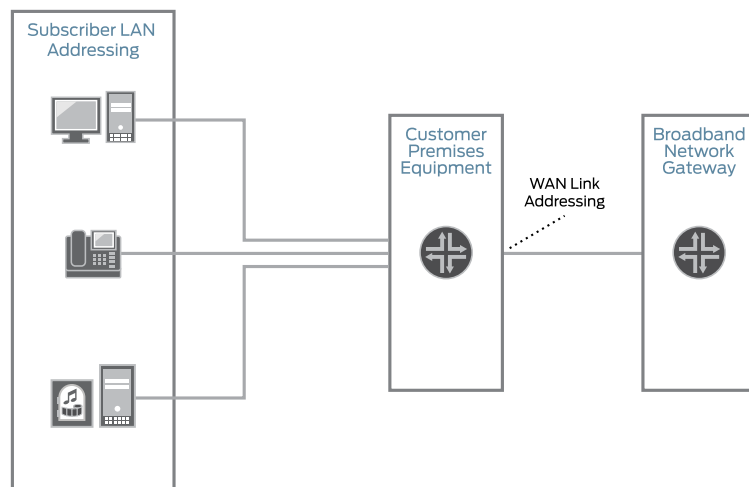 Subscriber LAN
Addressing
Customer
Premises
Equipment
WAN Link
Addressing
Broadband
Network
Gateway